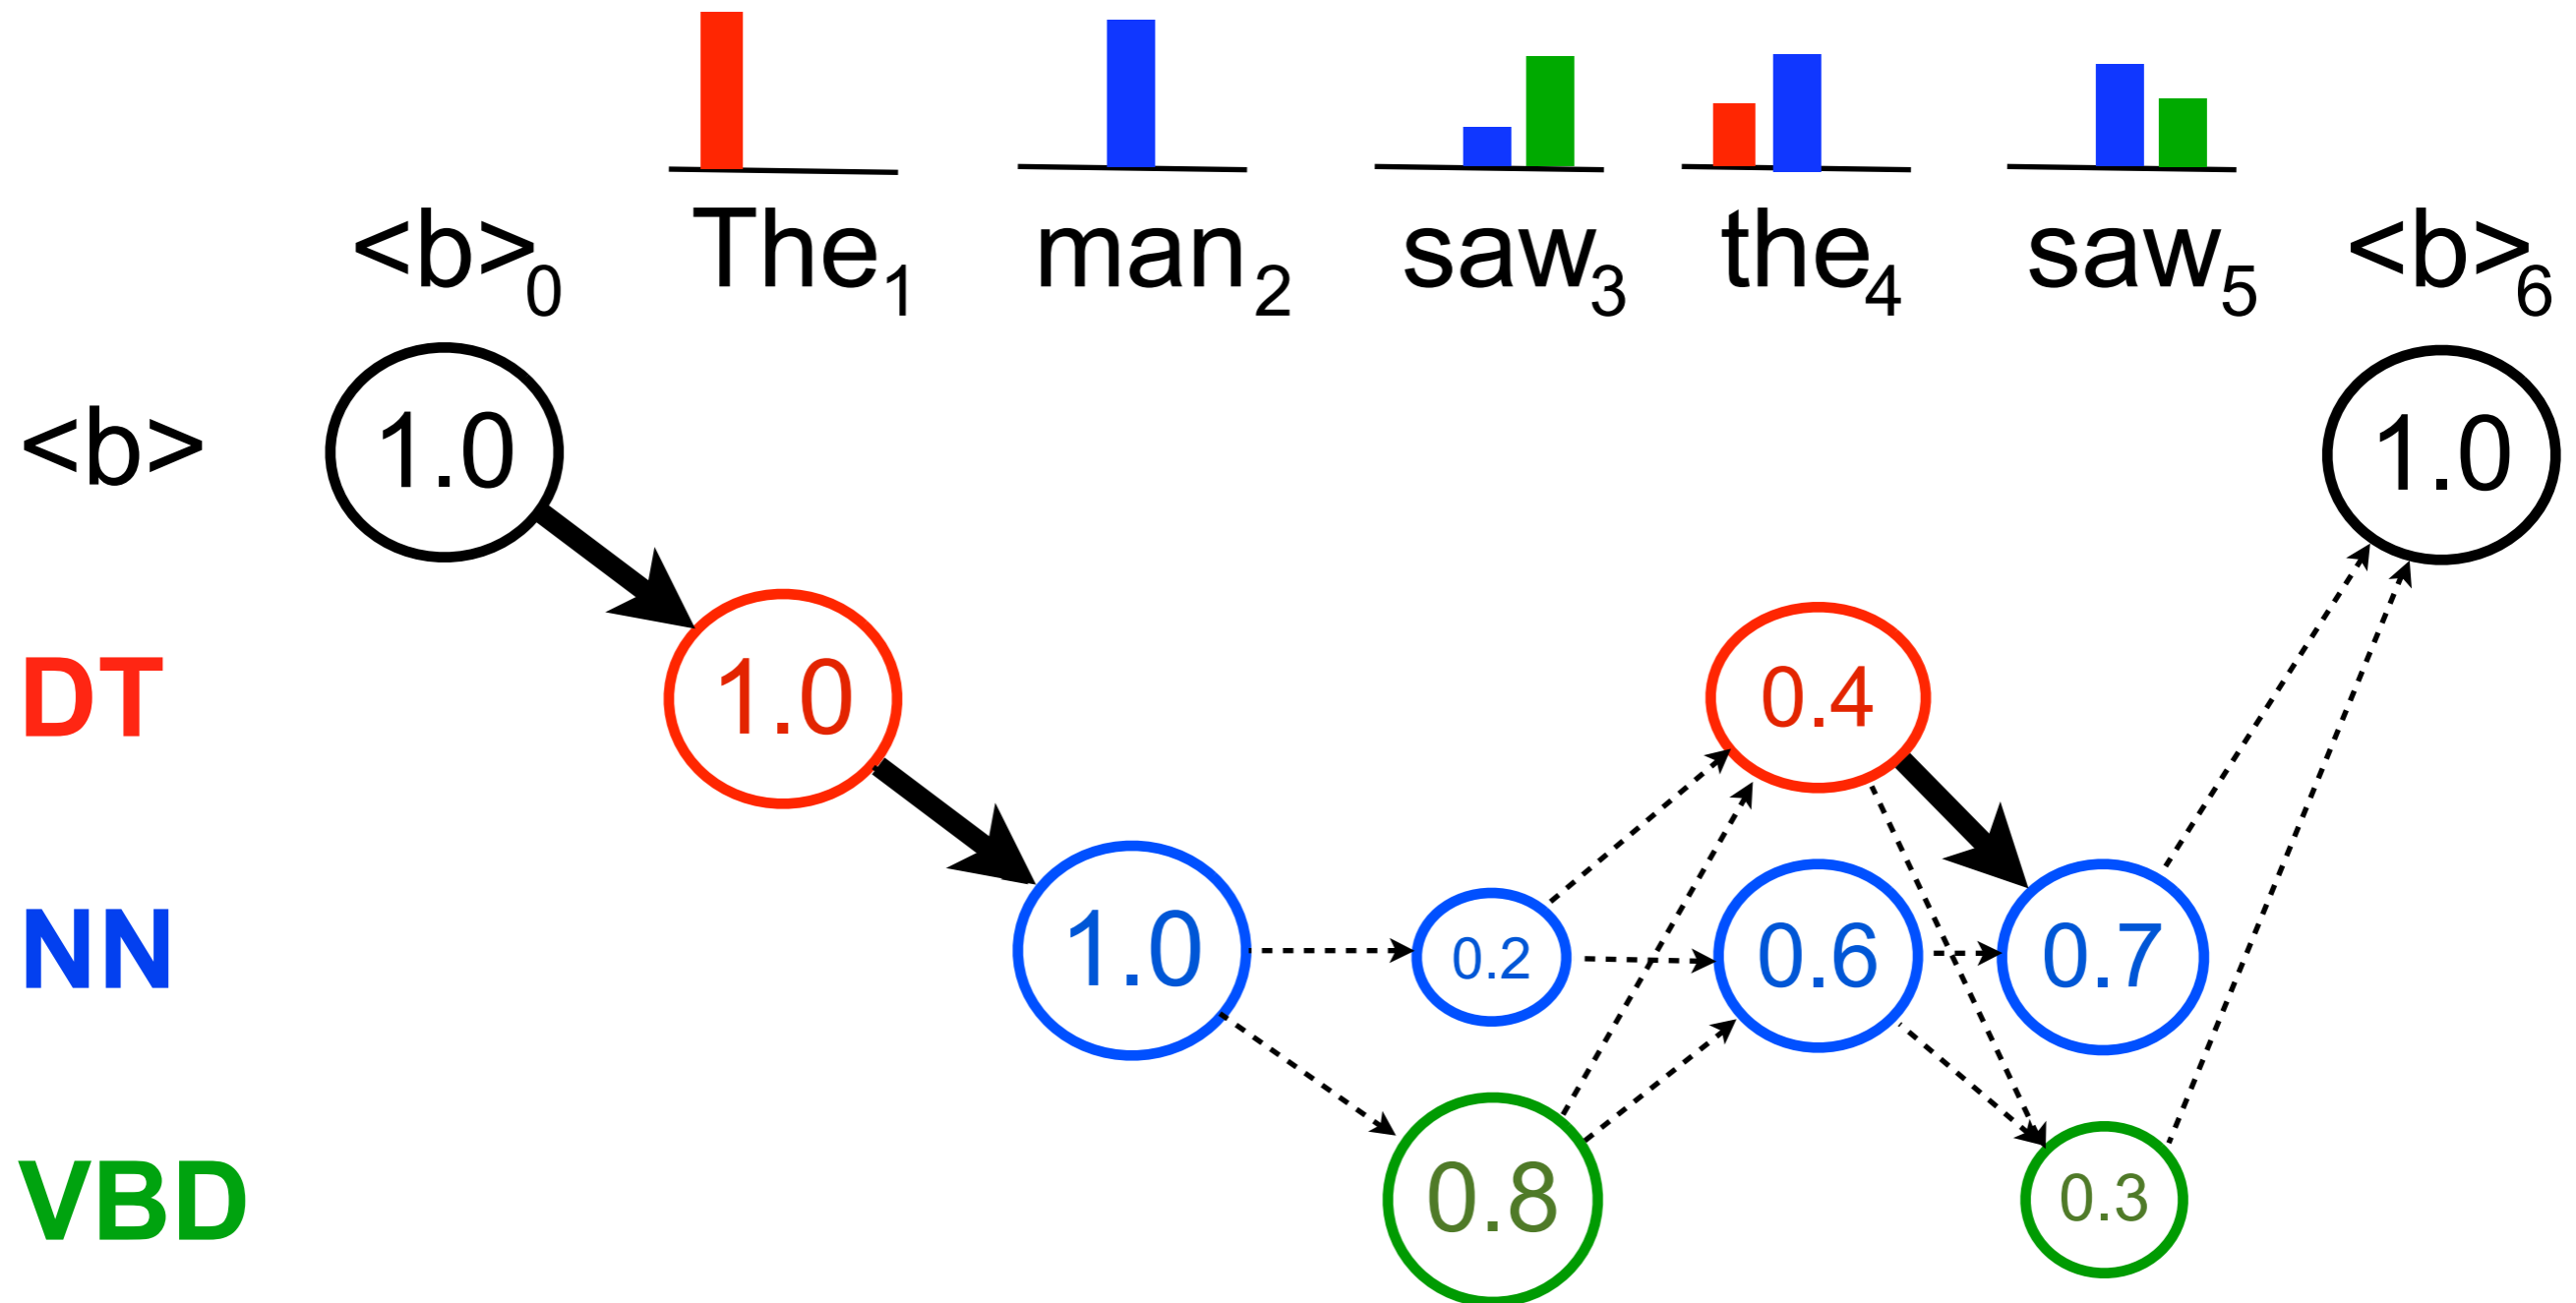 <b>0 The1 man2 saw3 the4 saw5 <b>6
<b> 1.0 1.0
DT 1.0 0.4
NN 1.0 0.2 0.6 0.7
VBD 0.8 0.3